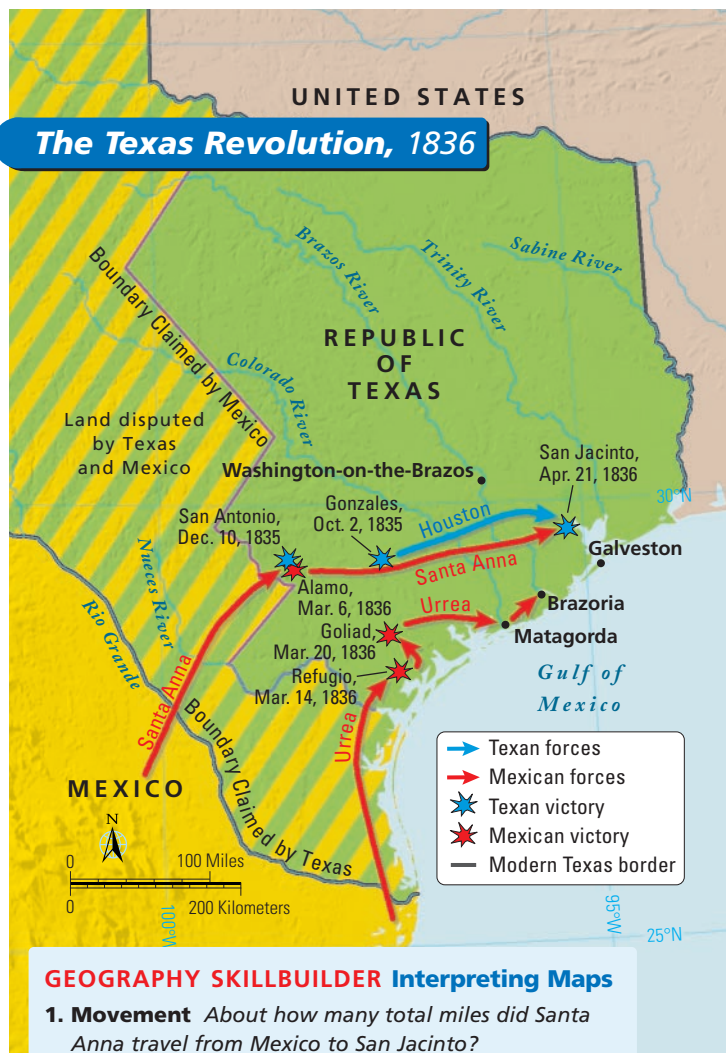 UNITED STATES
The Texas Revolution, 1836
Brazos River
Trinity River
Sabine River
Boundary Claimed by Mexico
REPUBLIC
OF
TEXAS
Colorado River
Land disputed
by Texas
and Mexico
Washington-on-the-Brazos
San Jacinto,
Apr. 21, 1836
30°N
San Antonio,
Dec. 10, 1835
Gonzales,
Oct. 2, 1835
Houston
Galveston
Santa Anna
Nueces River
Alamo,
Mar. 6, 1836
Urrea
Brazoria
Goliad,
Mar. 20, 1836
Matagorda
Rio Grande
Refugio,
Mar. 14, 1836
Gulf of
Mexico
Santa Anna
Boundary Claimed by Texas
Urrea
MEXICO
N
0 100 Miles
0 200 Kilometers
100°W
95°W
25°N
Texan forces
Mexican forces
Texan victory
Mexican victory
Modern Texas border
GEOGRAPHY SKILLBUILDER Interpreting Maps
1. Movement About how many total miles did Santa
Anna travel from Mexico to San Jacinto?